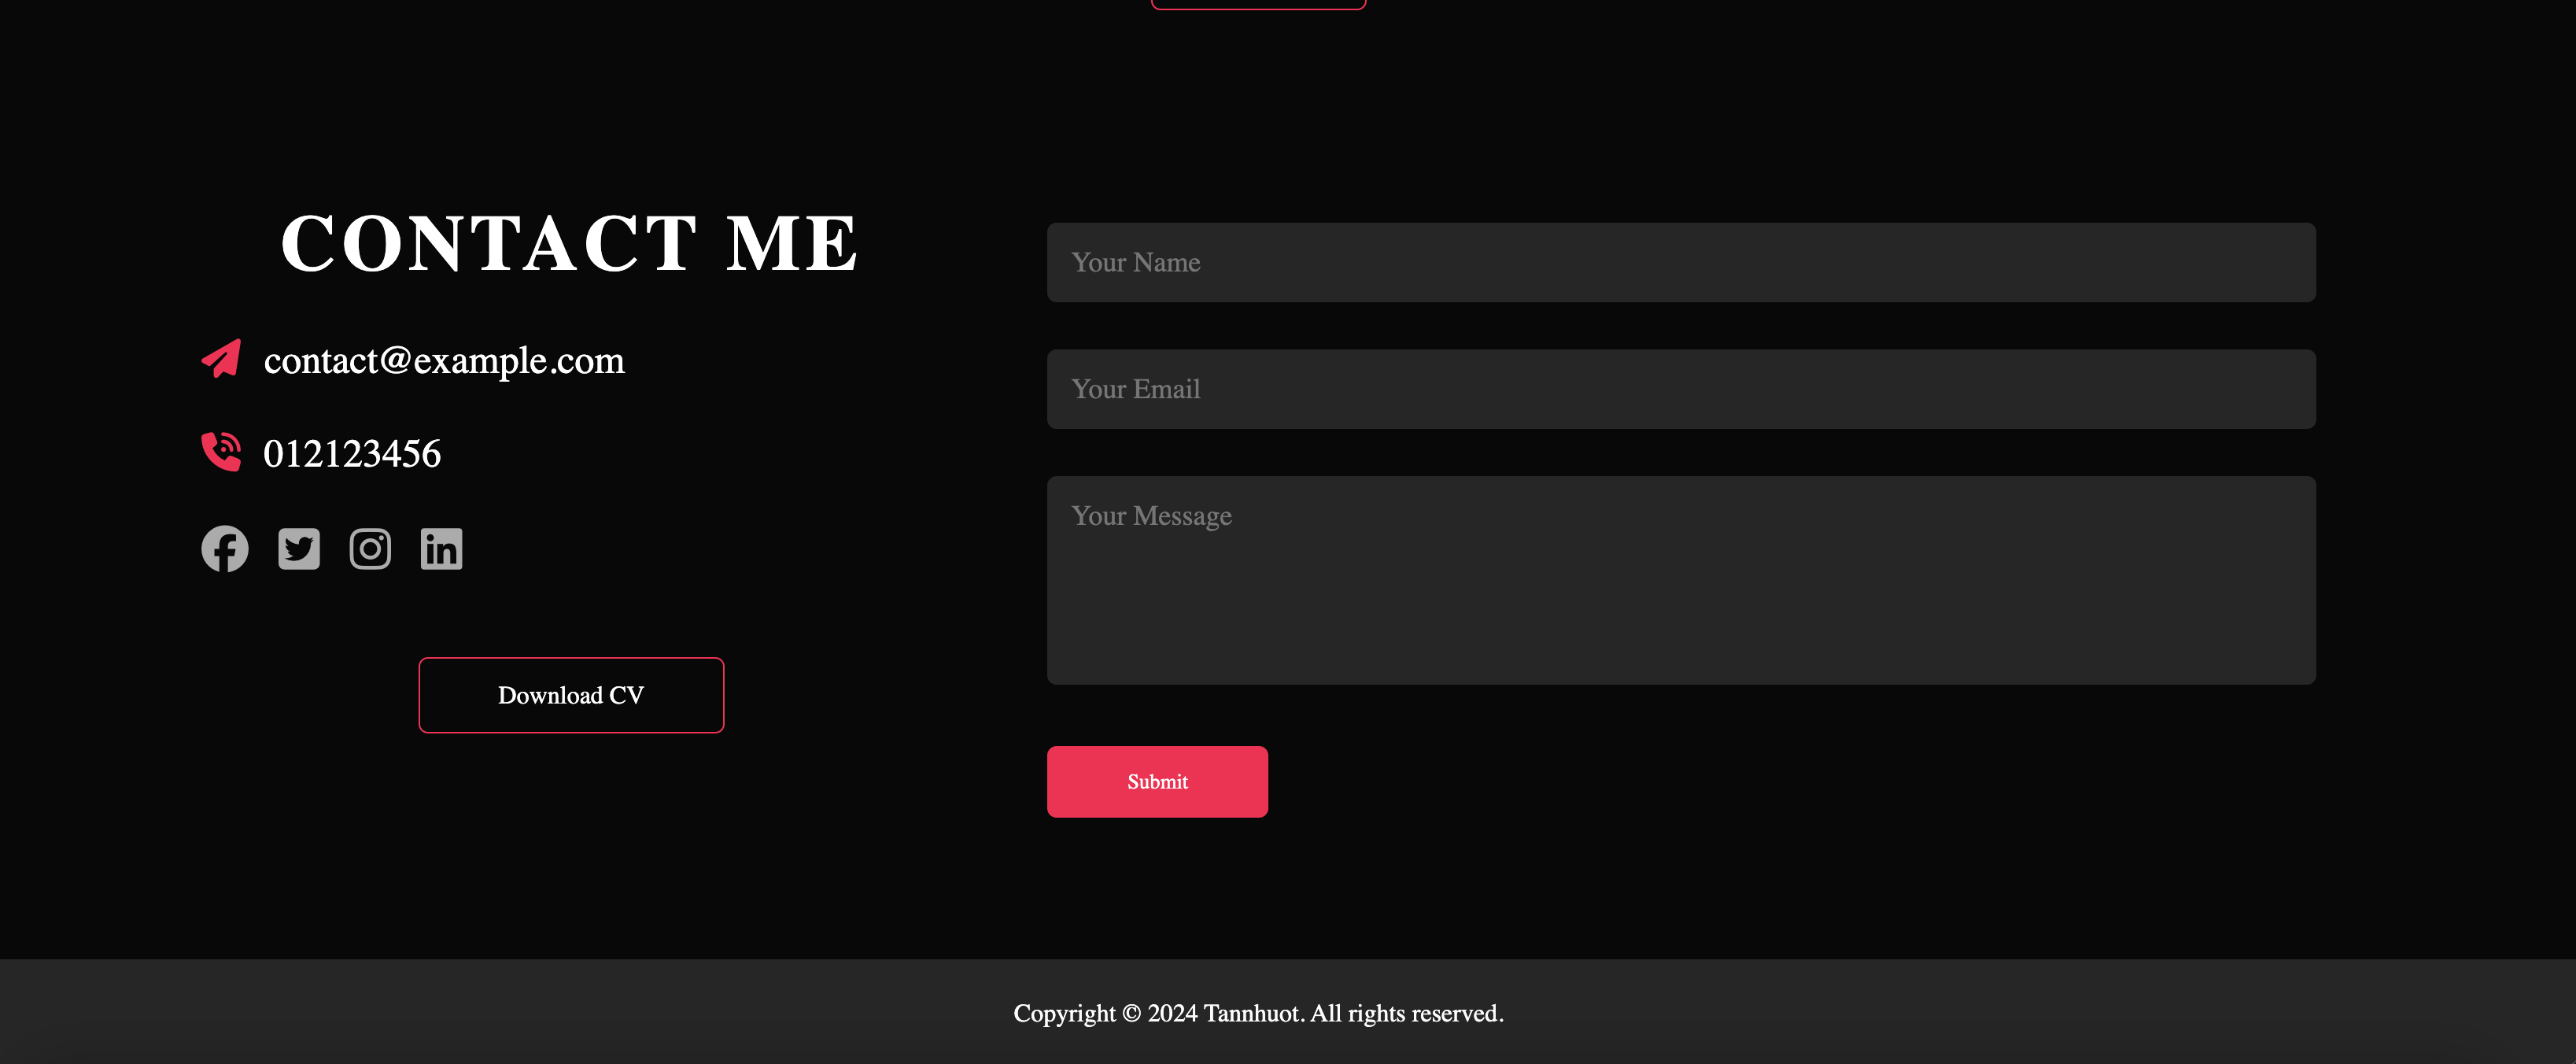 CONTACT ME
contact@example.com
012123456
Download CV
Your Name
Your Email
Your Message
Submit
Copyright © 2024 Tannhuot. All rights reserved.